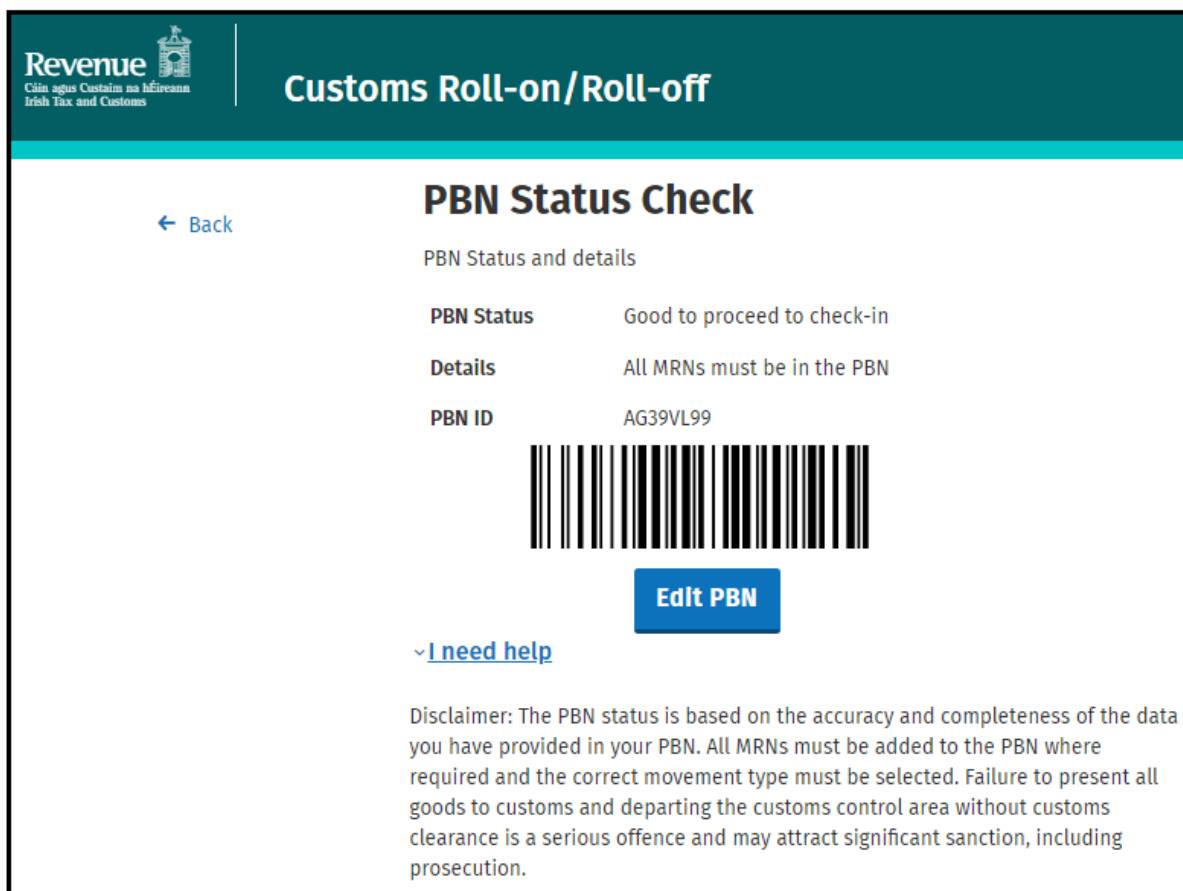 Revenue
Cáin agus Custaim na hÉireann
Irish Tax and Customs
Customs Roll-on/Roll-off
← Back
PBN Status Check
PBN Status and details
PBN Status Good to proceed to check-in
Details All MRNs must be in the PBN
PBN ID AG39VL99
Edit PBN
I need help
Disclaimer: The PBN status is based on the accuracy and completeness of the data
you have provided in your PBN. All MRNs must be added to the PBN where
required and the correct movement type must be selected. Failure to present all
goods to customs and departing the customs control area without customs
clearance is a serious offence and may attract significant sanction, including
prosecution.